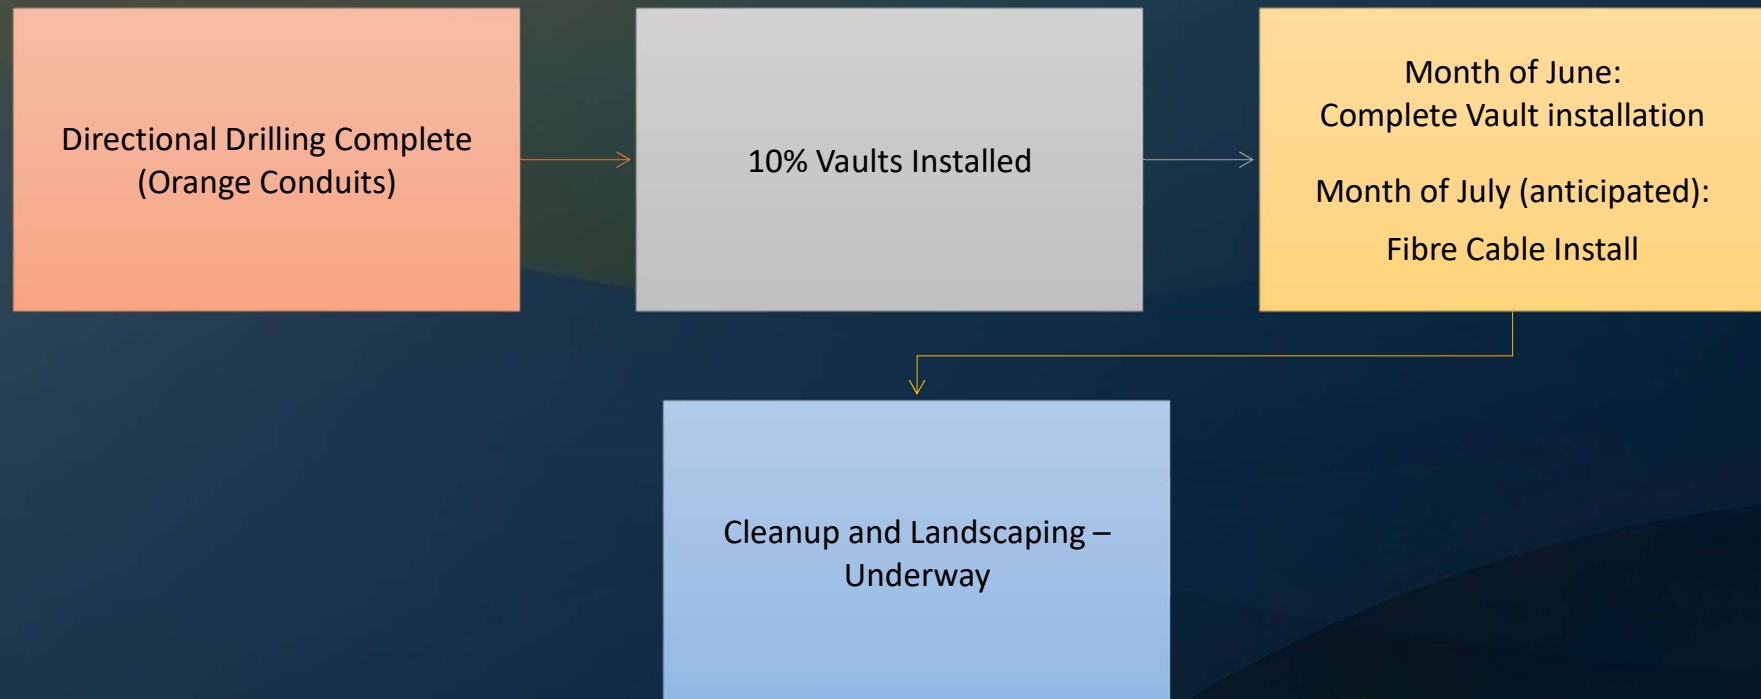 Directional Drilling Complete
(Orange Conduits)
10% Vaults Installed
Month of June:
Complete Vault installation
Month of July (anticipated):
Fibre Cable Install
Cleanup and Landscaping –
Underway